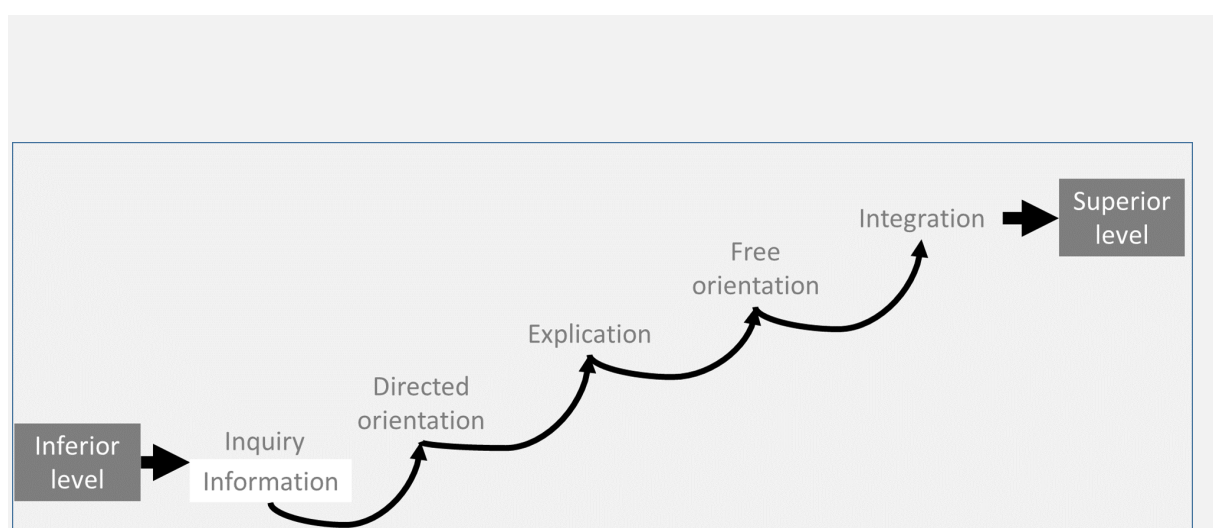 Inferior
level
Inquiry
Information
Directed
orientation
Explication
Free
orientation
Integration
Superior
level